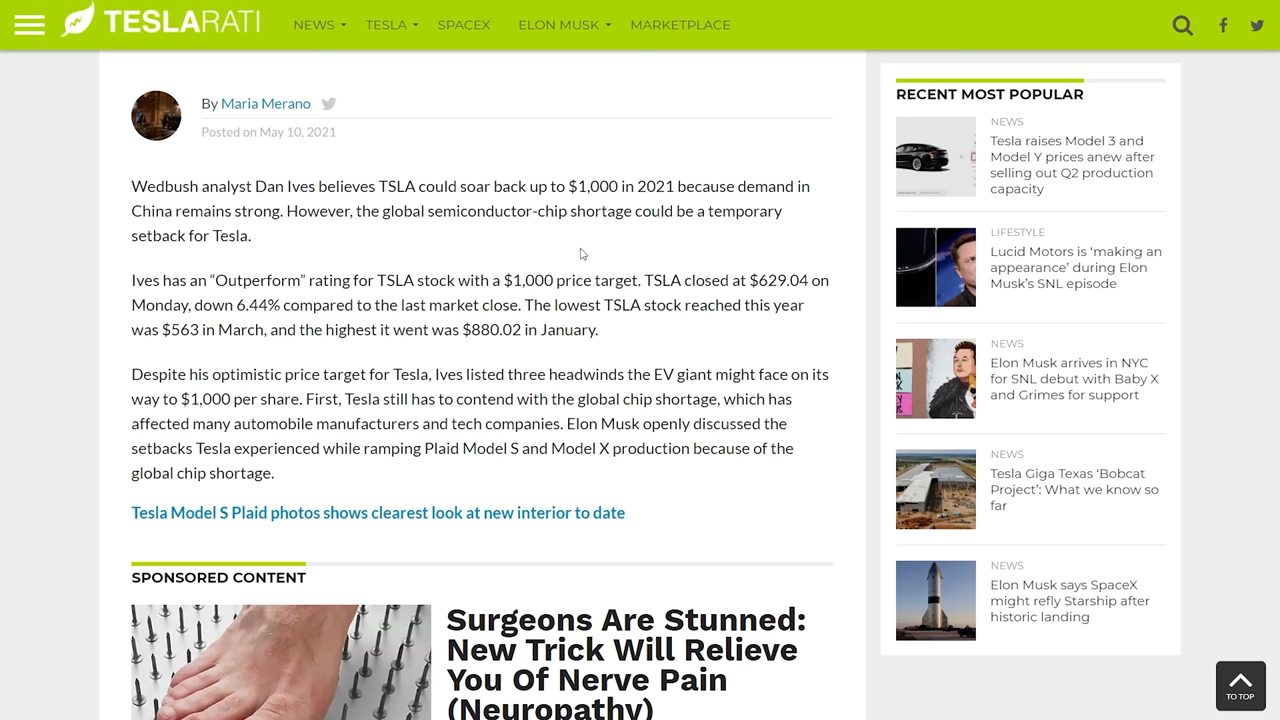 TESLARATI
NEWS
TESLA
SPACEX
ELON MUSK
MARKETPLACE
By Maria Merano
Posted on May 10, 2021
Wedbush analyst Dan Ives believes TSLA could soar back up to $1,000 in 2021 because demand in
China remains strong. However, the global semiconductor-chip shortage could be a temporary
setback for Tesla.
Ives has an “Outperform” rating for TSLA stock with a $1,000 price target. TSLA closed at $629.04 on
Monday, down 6.44% compared to the last market close. The lowest TSLA stock reached this year
was $563 in March, and the highest it went was $880.02 in January.
Despite his optimistic price target for Tesla, Ives listed three headwinds the EV giant might face on its
way to $1,000 per share. First, Tesla still has to contend with the global chip shortage, which has
affected many automobile manufacturers and tech companies. Elon Musk openly discussed the
setbacks Tesla experienced while ramping Plaid Model S and Model X production because of the
global chip shortage.
Tesla Model S Plaid photos shows clearest look at new interior to date
SPONSORED CONTENT
Surgeons Are Stunned:
New Trick Will Relieve
You Of Nerve Pain
(Neuropathy)
RECENT MOST POPULAR
NEWS
Tesla raises Model 3 and
Model Y prices anew after
selling out Q2 production
capacity
LIFESTYLE
Lucid Motors is ‘making an
appearance’ during Elon
Musk’s SNL episode
NEWS
Elon Musk arrives in NYC
for SNL debut with Baby X
and Grimes for support
NEWS
Tesla Giga Texas ‘Bobcat
Project’: What we know so
far
NEWS
Elon Musk says SpaceX
might refly Starship after
historic landing
TO TOP